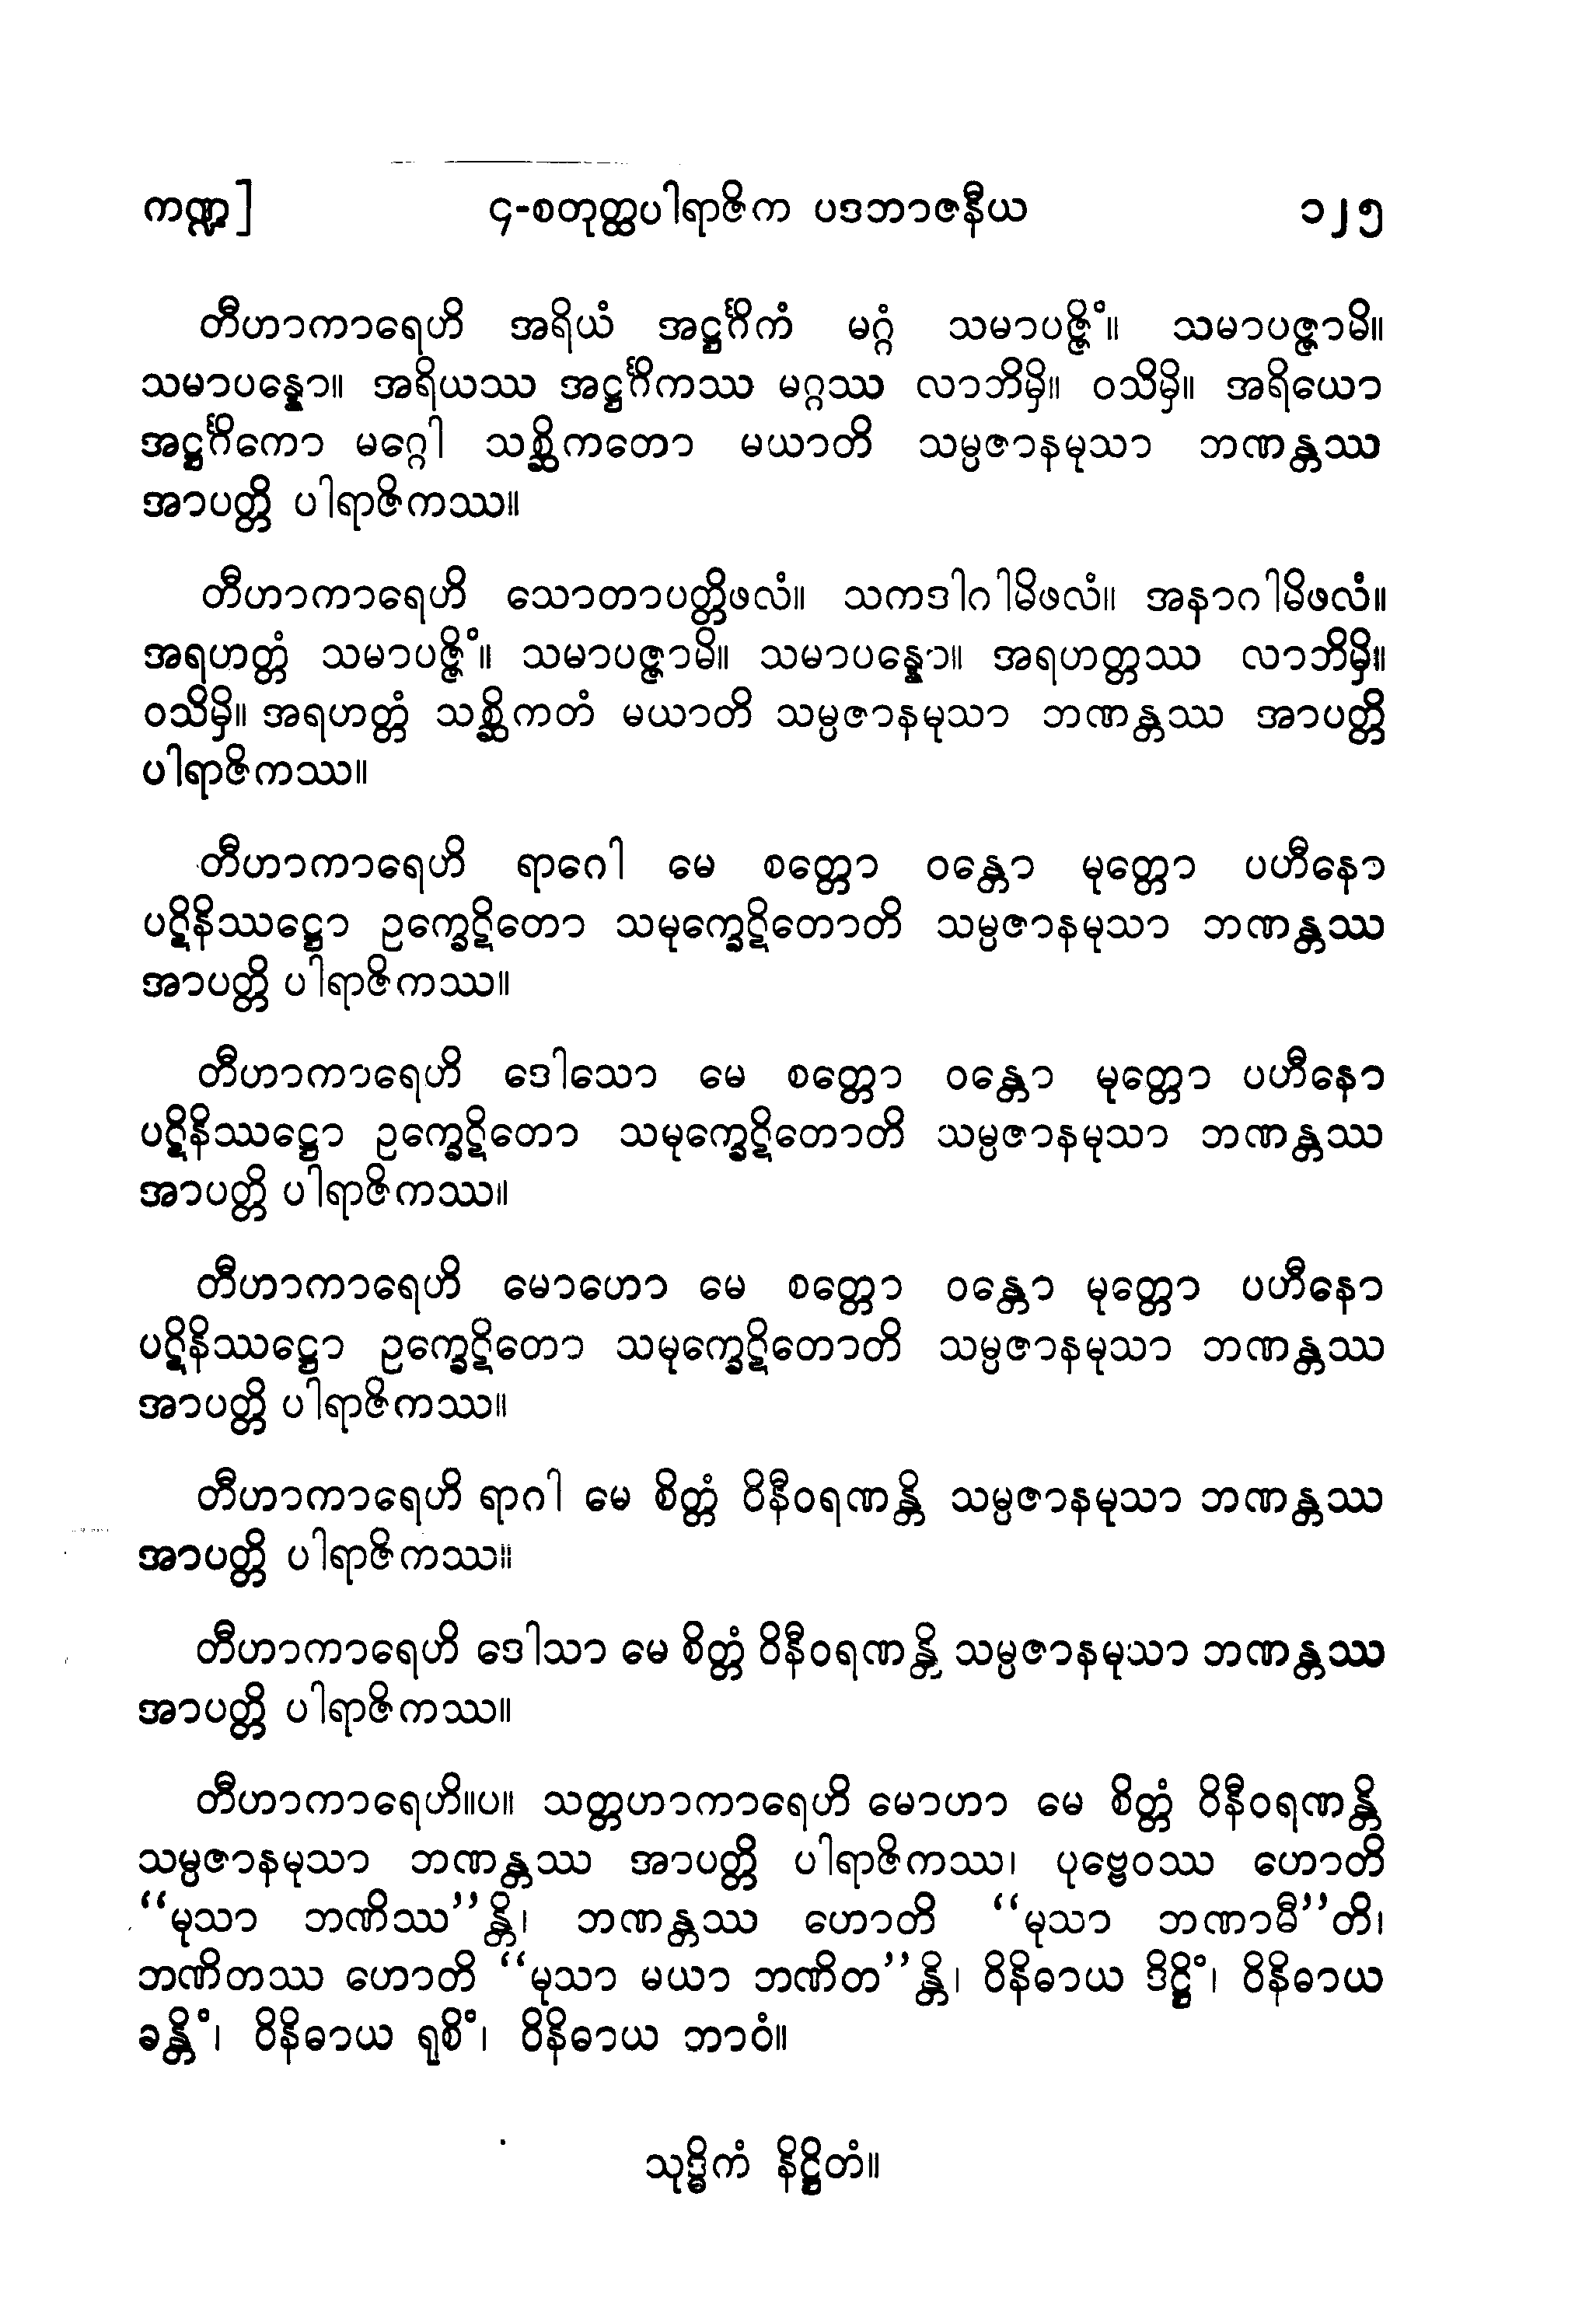 ကဏ္ဍ] ၄-စတုတ္ထပါရာဇိက ပဒဘာဇနီယ ၁၂၅
တီဟာကာရေဟိ အရိယံ အဋ္ဌင်္ဂိကံ မဂ္ဂံ သမာပဇ္ဇိံ။ သမာပဇ္ဇာမိ။
သမာပန္နော။ အရိယဿ အဋ္ဌင်္ဂိကဿ မဂ္ဂဿ လာဘိမှိ။ ဝသိမှိ။ အရိယော
အဋ္ဌင်္ဂိကော မဂ္ဂေါ သစ္ဆိကတော မယာတိ သမ္ပဇာနမုသာ ဘဏန္တဿ
အာပတ္တိ ပါရာဇိကဿ။
တီဟာကာရေဟိ သောတာပတ္တိဖလံ။ သကဒါဂါမိဖလံ။ အနာဂါမိဖလံ။
အရဟတ္တံ သမာပဇ္ဇိံ။ သမာပဇ္ဇာမိ။ သမာပန္နော။ အရဟတ္တဿ လာဘိမှိ။
ဝသိမှိ။ အရဟတ္တံ သစ္ဆိကတံ မယာတိ သမ္ပဇာနမုသာ ဘဏန္တဿ အာပတ္တိ
ပါရာဇိကဿ။
တီဟာကာရေဟိ ရာဂေါ မေ စတ္တော ဝန္တော မုတ္တော ပဟီနော
ပဋိနိဿဋ္ဌော ဥက္ခေဋိတော သမုက္ခေဋိတောတိ သမ္ပဇာနမုသာ ဘဏန္တဿ
အာပတ္တိ ပါရာဇိကဿ။
တီဟာကာရေဟိ ဒေါသော မေ စတ္တော ဝန္တော မုတ္တော ပဟီနော
ပဋိနိဿဋ္ဌော ဥက္ခေဋိတော သမုက္ခေဋိတောတိ သမ္ပဇာနမုသာ ဘဏန္တဿ
အာပတ္တိ ပါရာဇိကဿ။
တီဟာကာရေဟိ မောဟော မေ စတ္တော ဝန္တော မုတ္တော ပဟီနော
ပဋိနိဿဋ္ဌော ဥက္ခေဋိတော သမုက္ခေဋိတောတိ သမ္ပဇာနမုသာ ဘဏန္တဿ
အာပတ္တိ ပါရာဇိကဿ။
တီဟာကာရေဟိ ရာဂါ မေ စိတ္တံ ဝိနီဝရဏန္တိ သမ္ပဇာနမုသာ ဘဏန္တဿ
အာပတ္တိ ပါရာဇိကဿ။
တီဟာကာရေဟိ ဒေါသာ မေ စိတ္တံ ဝိနီဝရဏန္တိ သမ္ပဇာနမုသာ ဘဏန္တဿ
အာပတ္တိ ပါရာဇိကဿ။
တီဟာကာရေဟိ။ပ။ သတ္တဟာကာရေဟိ မောဟာ မေ စိတ္တံ ဝိနီဝရဏန္တိ
သမ္ပဇာနမုသာ ဘဏန္တဿ အာပတ္တိ ပါရာဇိကဿ၊ ပုဗ္ဗေဝဿ ဟောတိ
“မုသာ ဘဏိဿ”န္တိ၊ ဘဏန္တဿ ဟောတိ “မုသာ ဘဏာမီ”တိ၊
ဘဏိတဿ ဟောတိ “မုသာ မယာ ဘဏိတ”န္တိ၊ ဝိနိဓာယ ဒိဋ္ဌိံ၊ ဝိနိဓာယ
ခန္တိံ၊ ဝိနိဓာယ ရုစိံ၊ ဝိနိဓာယ ဘာဝံ။
သုဒ္ဓိကံ နိဋ္ဌိတံ။